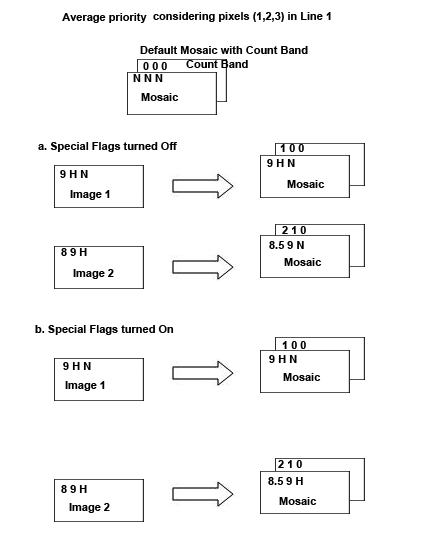 Average priority considering pixels (1,2,3) in Line 1
Default Mosaic with Count Band
0 0 0 Count Band
N N N
Mosaic
a. Special Flags turned Off
1 0 0
9 H N 9 H N
Image 1 Mosaic
2 1 0
8 9 H 8.5 9 N
Image 2 Mosaic
b. Special Flags turned On
1 0 0
9 H N 9 H N
Image 1 Mosaic
2 1 0
8 9 H 8.5 9 H
Image 2 Mosaic